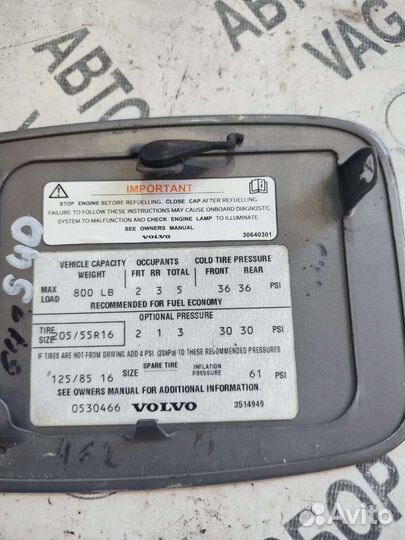 VAG
IMPORTANT
STOP ENGINE BEFORE REFUELLING. CLOSE CAP AFTER REFUELLING.
FAILURE TO FOLLOW THESE INSTRUCTIONS MAY CAUSE ONBOARD DIAGNOSTIC
SYSTEM TO MALFUNCTION AND CHECK ENGINE LAMP TO ILLUMINATE.
SEE OWNERS MANUAL
VOLVO 30640301
S40
VEHICLE CAPACITY OCCUPANTS COLD TIRE PRESSURE
WEIGHT FRT RR TOTAL FRONT REAR
MAX LOAD 800 LB 2 3 5 36 36 PSI
RECOMMENDED FOR FUEL ECONOMY
OPTIONAL PRESSURE
TIRE SIZE 205/55R16 2 1 3 30 30 PSI
IF TIRES ARE HOT FROM DRIVING ADD 4 PSI. (28kPa) TO THESE RECOMMENDED PRESSURES
125/85 16 SIZE SPARE TIRE INFLATION PRESSURE 61 PSI
SEE OWNERS MANUAL FOR ADDITIONAL INFORMATION.
0530466 VOLVO 3514949
Avito